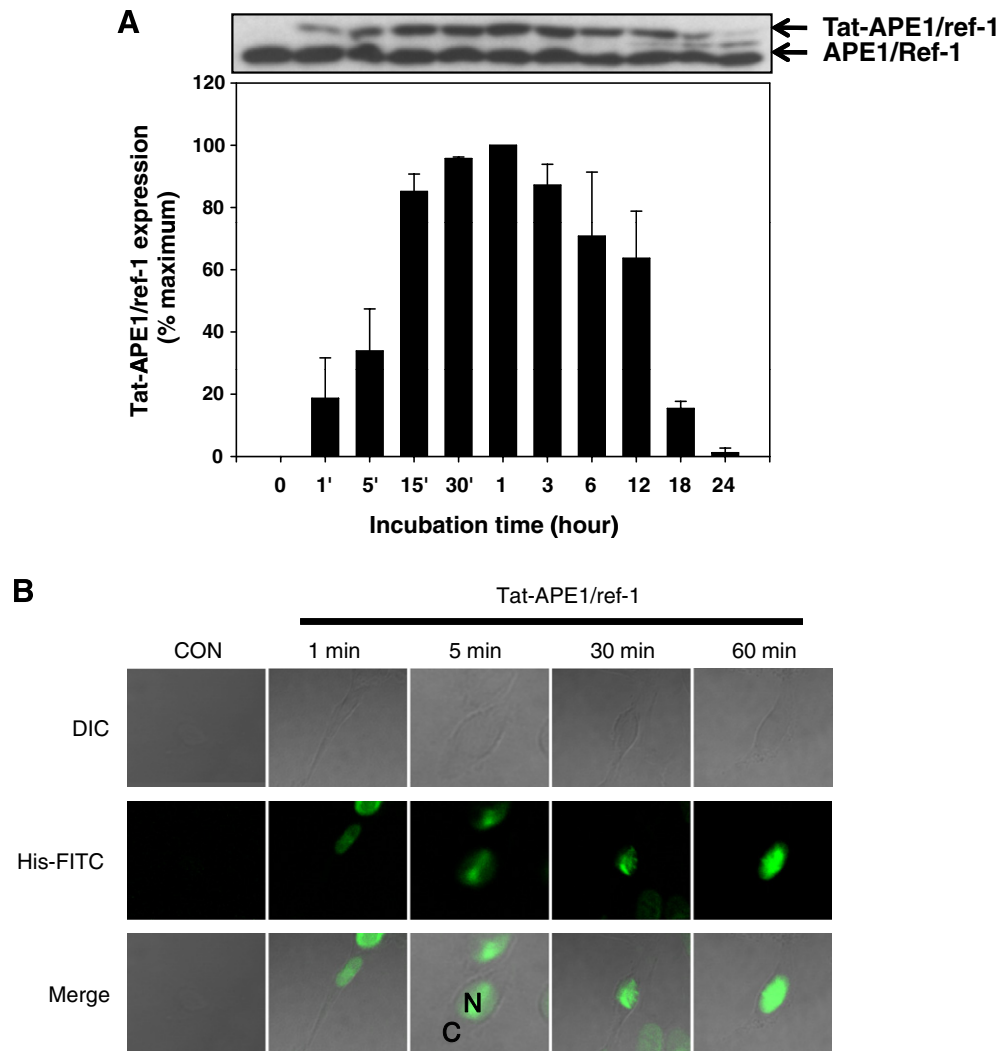 A
Tat-APE1/ref-1
APE1/Ref-1
Tat-APE1/ref-1 expression
(% maximum)
120
100
80
60
40
20
0
0 1' 5' 15' 30' 1 3 6 12 18 24
Incubation time (hour)
B
Tat-APE1/ref-1
CON 1 min 5 min 30 min 60 min
DIC
His-FITC
Merge
N
C